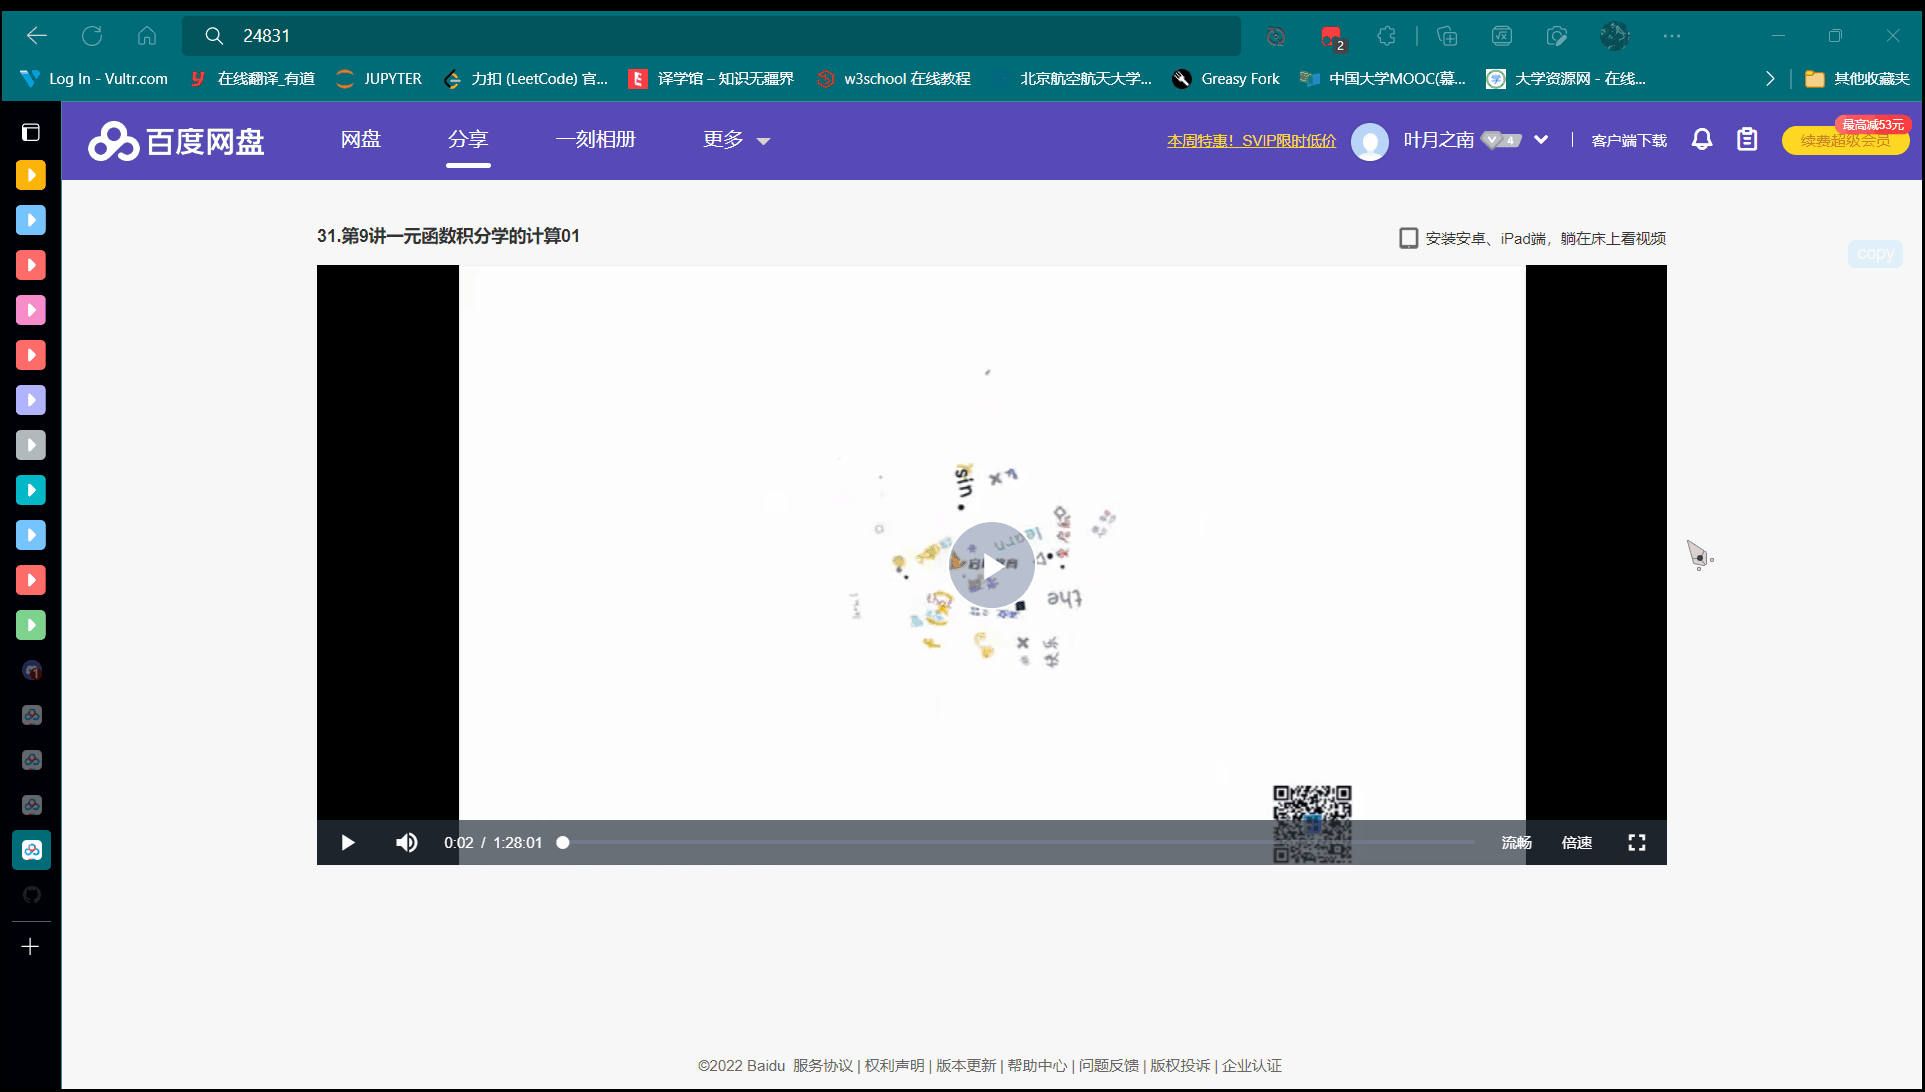 24831
2
Log In - Vultr.com
在线翻译_有道
JUPYTER
力扣 (LeetCode) 官...
译学馆 – 知识无疆界
w3school 在线教程
北京航空航天大学...
Greasy Fork
中国大学MOOC(慕...
大学资源网 - 在线...
其他收藏夹
百度网盘
网盘
分享
一刻相册
更多
本周特惠！SVIP限时低价
叶月之南
4
客户端下载
最高减53元
续费超级会员
31.第9讲一元函数积分学的计算01
安装安卓、iPad端，躺在床上看视频
copy
sin
learn
the
快乐
0:02 / 1:28:01
流畅
倍速
1
©2022 Baidu 服务协议 | 权利声明 | 版本更新 | 帮助中心 | 问题反馈 | 版权投诉 | 企业认证